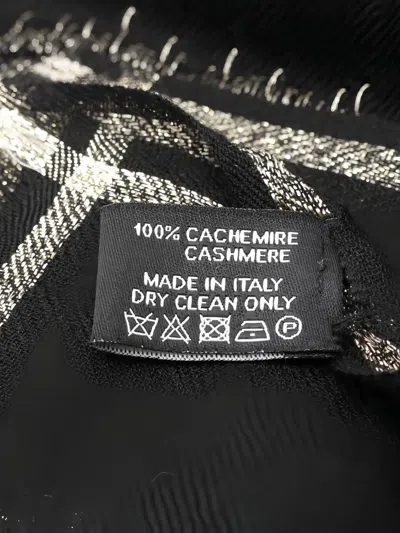 100% CACHEMIRE
CASHMERE
MADE IN ITALY
DRY CLEAN ONLY
P